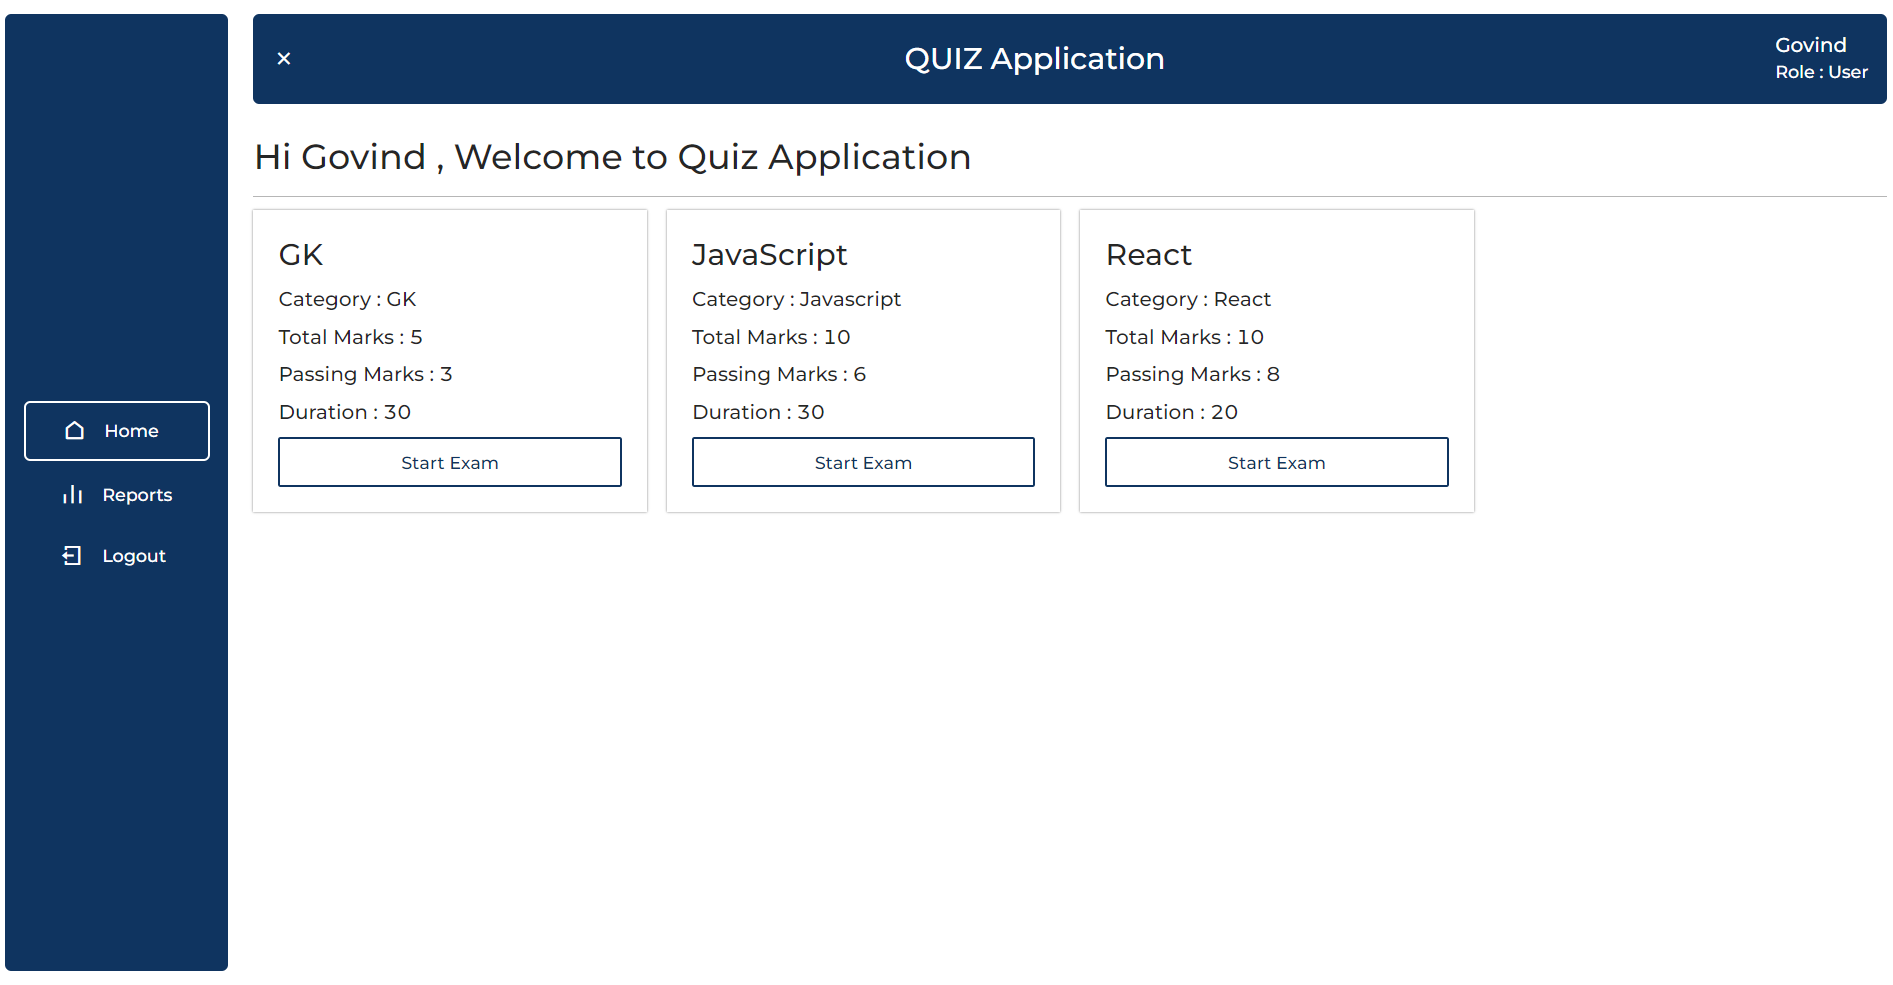 QUIZ Application
Govind
Role : User
Home
Reports
Logout
Hi Govind , Welcome to Quiz Application
GK
Category : GK
Total Marks : 5
Passing Marks : 3
Duration : 30
Start Exam
JavaScript
Category : Javascript
Total Marks : 10
Passing Marks : 6
Duration : 30
Start Exam
React
Category : React
Total Marks : 10
Passing Marks : 8
Duration : 20
Start Exam